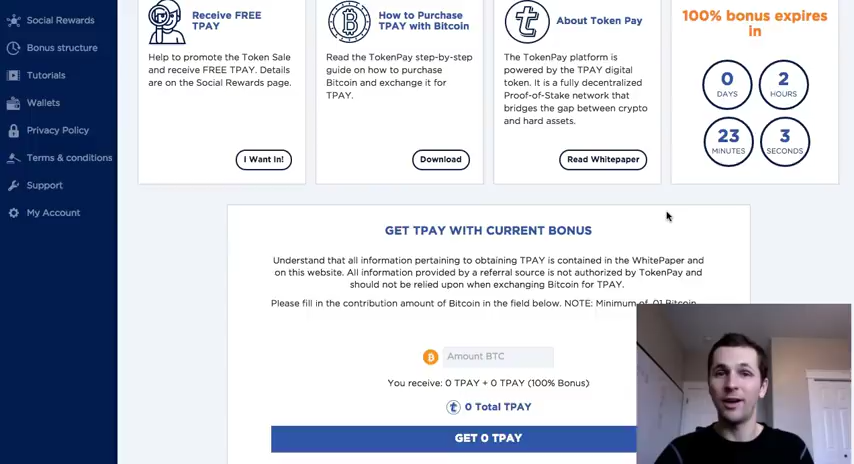 Social Rewards
Bonus structure
Tutorials
Wallets
Privacy Policy
Terms & conditions
Support
My Account
Receive FREE
TPAY
Help to promote the Token Sale
and receive FREE TPAY. Details
are on the Social Rewards page.
I Want In!
How to Purchase
TPAY with Bitcoin
Read the TokenPay step-by-step
guide on how to purchase
Bitcoin and exchange it for
TPAY.
Download
About Token Pay
The TokenPay platform is
powered by the TPAY digital
token. It is a fully decentralized
Proof-of-Stake network that
bridges the gap between crypto
and hard assets.
Read Whitepaper
100% bonus expires
in
0
DAYS
2
HOURS
23
MINUTES
3
SECONDS
GET TPAY WITH CURRENT BONUS
Understand that all information pertaining to obtaining TPAY is contained in the WhitePaper and
on this website. All information provided by a referral source is not authorized by TokenPay and
should not be relied upon when exchanging Bitcoin for TPAY.
Please fill in the contribution amount of Bitcoin in the field below. NOTE: Minimum of .01 Bitcoin
Amount BTC
You receive: 0 TPAY + 0 TPAY (100% Bonus)
0 Total TPAY
GET 0 TPAY